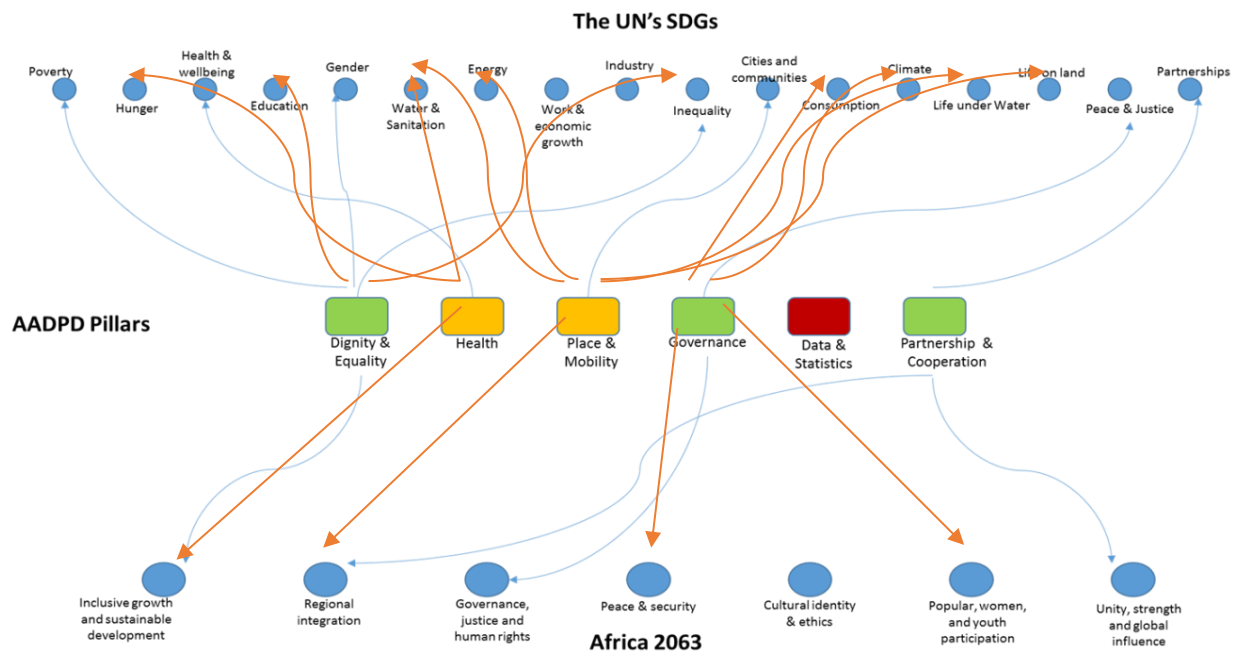 The UN's SDGs
Poverty
Hunger
Health &
wellbeing
Education
Gender
Water &
Sanitation
Energy
Work &
economic
growth
Industry
Inequality
Cities and
communities
Consumption
Climate
Life under Water
Life on land
Peace & Justice
Partnerships
AADPD Pillars
Dignity &
Equality
Health
Place &
Mobility
Governance
Data &
Statistics
Partnership &
Cooperation
Inclusive growth
and sustainable
development
Regional
integration
Governance,
justice and
human rights
Peace & security
Cultural identity
& ethics
Popular, women,
and youth
participation
Unity, strength
and global
influence
Africa 2063